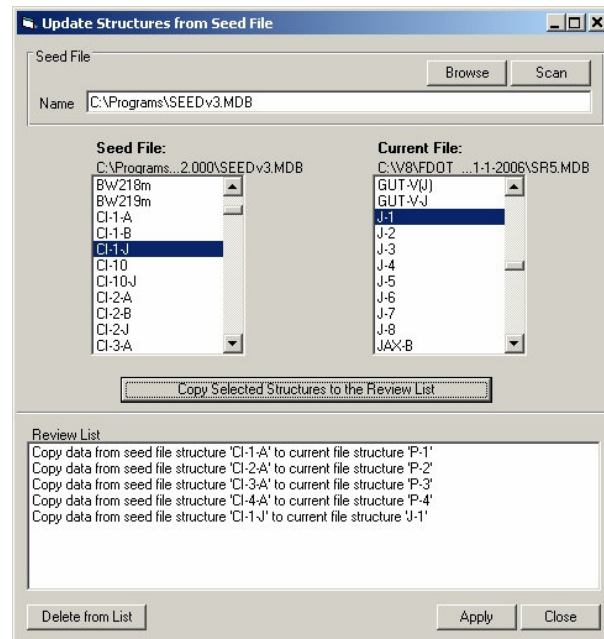 Update Structures from Seed File
Seed File
Browse
Scan
Name
C:\Programs\SEEDv3.MDB
Seed File:
C:\Programs...2.000\SEEDv3.MDB
BW218m
BW219m
CI-1-A
CI-1-B
CI-1-J
CI-10
CI-10-J
CI-2-A
CI-2-B
CI-2-J
CI-3-A
Current File:
C:\V8\FDOT ...1-1-2006\SR5.MDB
GUT-V(J)
GUT-V-J
J-1
J-2
J-3
J-4
J-5
J-6
J-7
J-8
JAX-B
Copy Selected Structures to the Review List
Review List
Copy data from seed file structure 'CI-1-A' to current file structure 'P-1'
Copy data from seed file structure 'CI-2-A' to current file structure 'P-2'
Copy data from seed file structure 'CI-3-A' to current file structure 'P-3'
Copy data from seed file structure 'CI-4-A' to current file structure 'P-4'
Copy data from seed file structure 'CI-1-J' to current file structure 'J-1'
Delete from List
Apply
Close